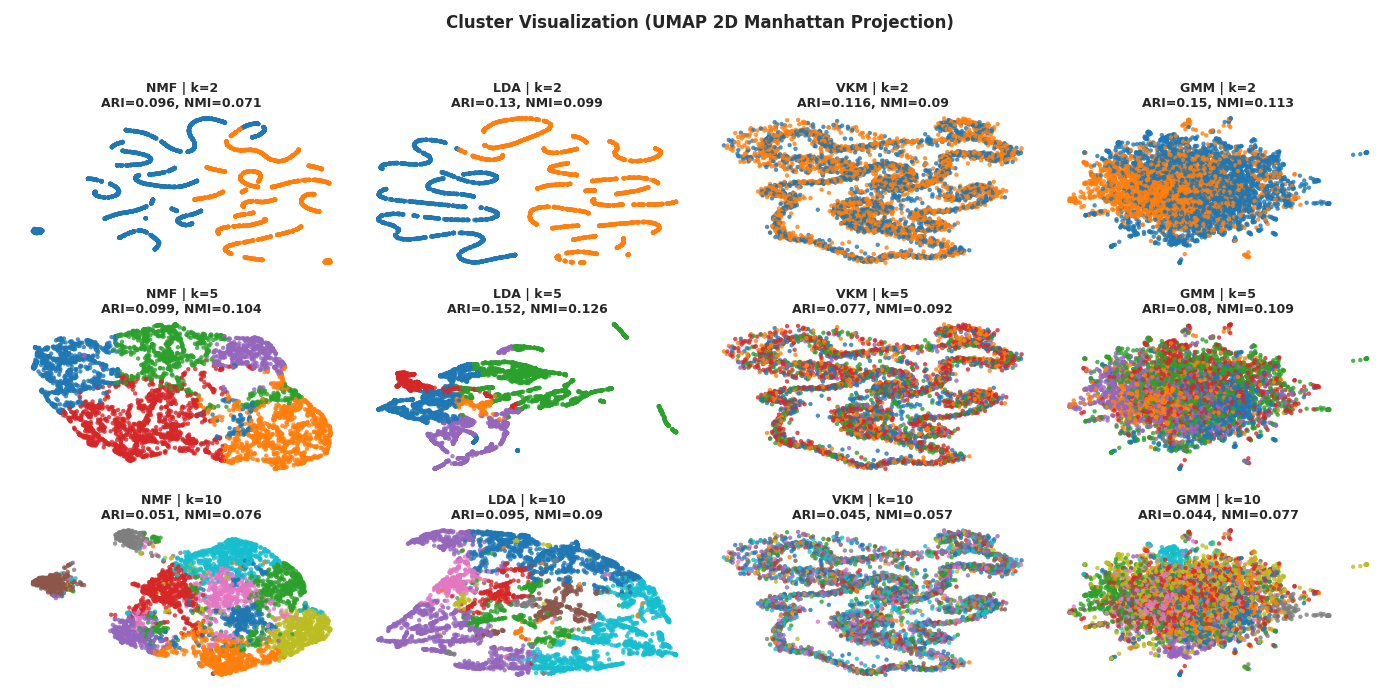 Cluster Visualization (UMAP 2D Manhattan Projection)
NMF | k=2
ARI=0.096, NMI=0.071
LDA | k=2
ARI=0.13, NMI=0.099
VKM | k=2
ARI=0.116, NMI=0.09
GMM | k=2
ARI=0.15, NMI=0.113
NMF | k=5
ARI=0.099, NMI=0.104
LDA | k=5
ARI=0.152, NMI=0.126
VKM | k=5
ARI=0.077, NMI=0.092
GMM | k=5
ARI=0.08, NMI=0.109
NMF | k=10
ARI=0.051, NMI=0.076
LDA | k=10
ARI=0.095, NMI=0.09
VKM | k=10
ARI=0.045, NMI=0.057
GMM | k=10
ARI=0.044, NMI=0.077